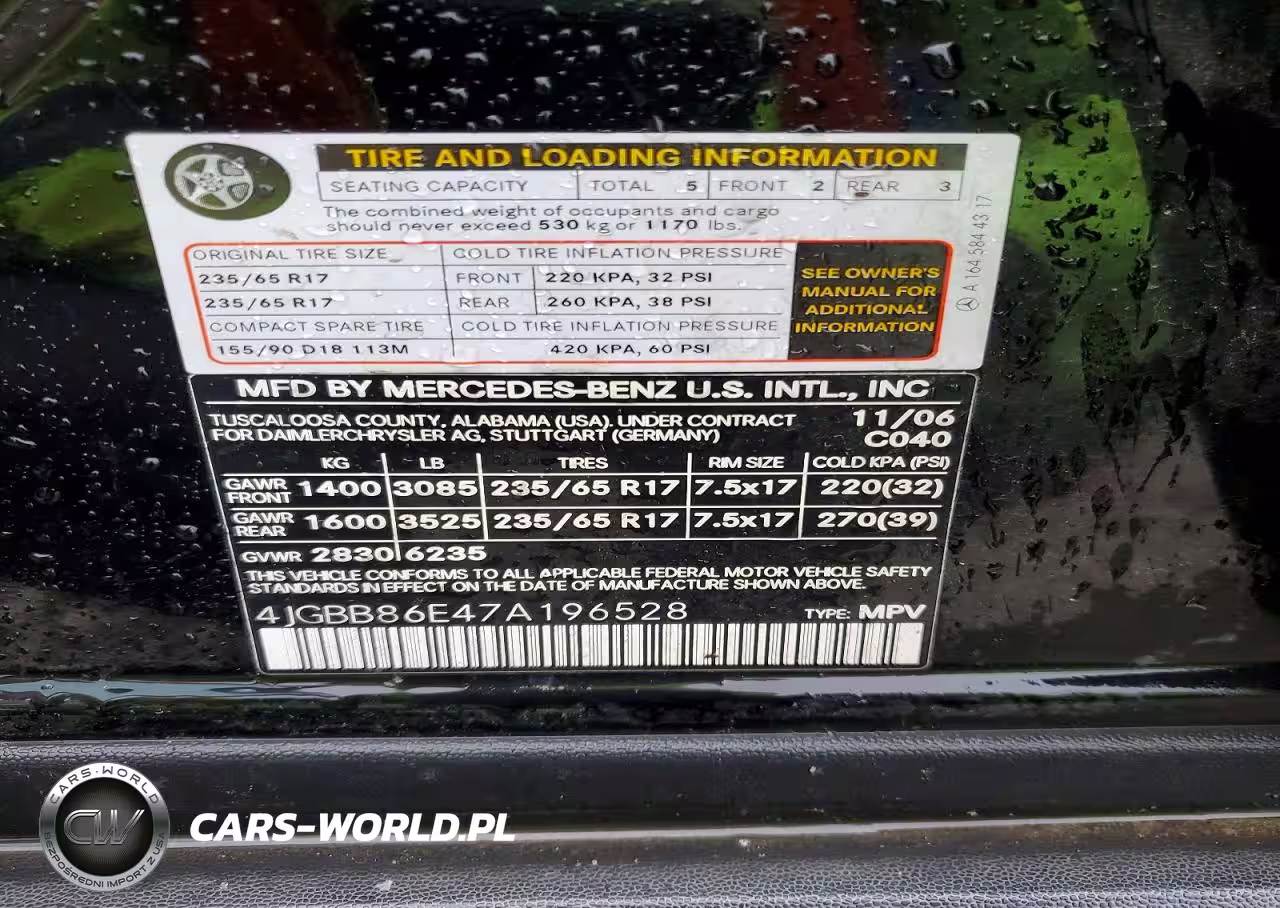 TIRE AND LOADING INFORMATION
SEATING CAPACITY TOTAL 5 FRONT 2 REAR 3
The combined weight of occupants and cargo
should never exceed 530 kg or 1170 lbs.
ORIGINAL TIRE SIZE COLD TIRE INFLATION PRESSURE
235/65 R17 FRONT 220 KPA, 32 PSI
235/65 R17 REAR 260 KPA, 38 PSI
COMPACT SPARE TIRE COLD TIRE INFLATION PRESSURE
155/90 D18 113M 420 KPA, 60 PSI
SEE OWNER'S
MANUAL FOR
ADDITIONAL
INFORMATION
A 164 584 43 17
MFD BY MERCEDES-BENZ U.S. INTL., INC
TUSCALOOSA COUNTY, ALABAMA (USA). UNDER CONTRACT 11/06
FOR DAIMLERCHRYSLER AG, STUTTGART (GERMANY) C040
KG LB TIRES RIM SIZE COLD KPA (PSI)
GAWR FRONT 1400 3085 235/65 R17 7.5x17 220(32)
GAWR REAR 1600 3525 235/65 R17 7.5x17 270(39)
GVWR 2830 6235
THIS VEHICLE CONFORMS TO ALL APPLICABLE FEDERAL MOTOR VEHICLE SAFETY
STANDARDS IN EFFECT ON THE DATE OF MANUFACTURE SHOWN ABOVE.
4JGBB86E47A196528 TYPE: MPV
CARS-WORLD
CW
BEZPOŚREDNI IMPORT Z USA
CARS-WORLD.PL